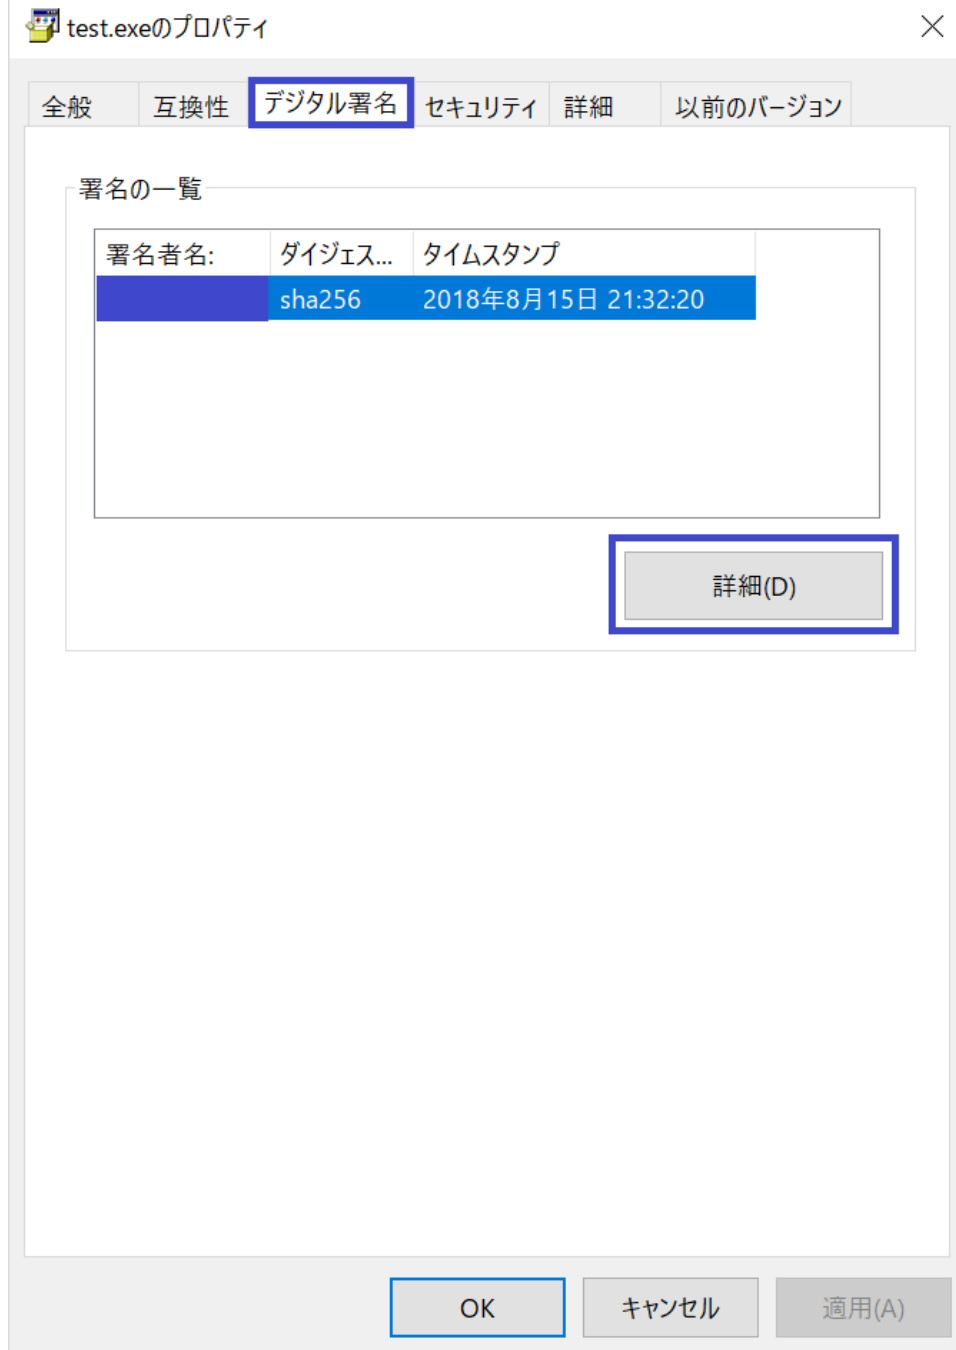 test.exeのプロパティ
全般 互換性 デジタル署名 セキュリティ 詳細 以前のバージョン
署名の一覧
署名者名: ダイジェス... タイムスタンプ
sha256 2018年8月15日 21:32:20
詳細(D)
OK キャンセル 適用(A)